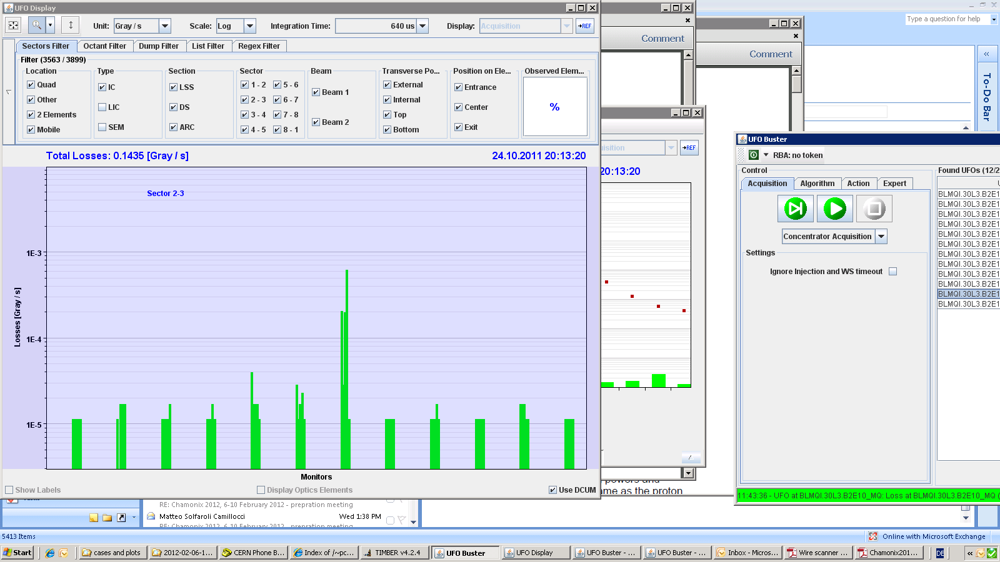 UFO Display
Unit: Gray / s Scale: Log Integration Time: 640 us Display: Acquisition →REF
Sectors Filter Octant Filter Dump Filter List Filter Regex Filter
Filter (3563 / 3899)
Location Type Section Sector Beam Transverse Po... Position on Ele... Observed Elem...
Quad IC LSS 1 - 2 5 - 6 Beam 1 External Entrance %
Other LIC DS 2 - 3 6 - 7 Beam 2 Internal Center
2 Elements SEM ARC 3 - 4 7 - 8 Top Exit
Mobile 4 - 5 8 - 1 Bottom
Total Losses: 0.1435 [Gray / s] 24.10.2011 20:13:20
Sector 2-3
1E-3
1E-4
1E-5
Losses [Gray / s]
Monitors
Show Labels Display Optics Elements Use DCUM
Comment
Comment
isition →REF
20:13:20
powers and
ame as the proton
Type a question for help
To-Do Bar
UFO Buster
RBA: no token
Control
Acquisition Algorithm Action Expert
Concentrator Acquisition
Settings
Ignore Injection and WS timeout
Found UFOs (12/2
BLMQI.30L3.B2E1
BLMQI.30L3.B2E1
BLMQI.30L3.B2E1
BLMQI.30L3.B2E1
BLMQI.30L3.B2E1
BLMQI.30L3.B2E1
BLMQI.30L3.B2E1
BLMQI.30L3.B2E1
BLMQI.30L3.B2E1
BLMQI.30L3.B2E1
BLMQI.30L3.B2E1
BLMQI.30L3.B2E1
11:43:36 - UFO at BLMQI.30L3.B2E10_MQ: Loss at BLMQI.30L3.B2E10_MQ (
RE: Chamonix 2012, 6-10 February 2012 - prepration meeting
Matteo Solfaroli Camillocci Wed 1:38 PM
RE: Chamonix 2012, 6-10 February 2012 - prepration meeting
5413 Items
Online with Microsoft Exchange
Start cases and plots 2012-02-06-1... CERN Phone B... Index of /~pc... TIMBER v4.2.4 UFO Buster UFO Display UFO Buster - ... UFO Buster - ... Inbox - Micros... Wire scanner ... Chamonix201... DE